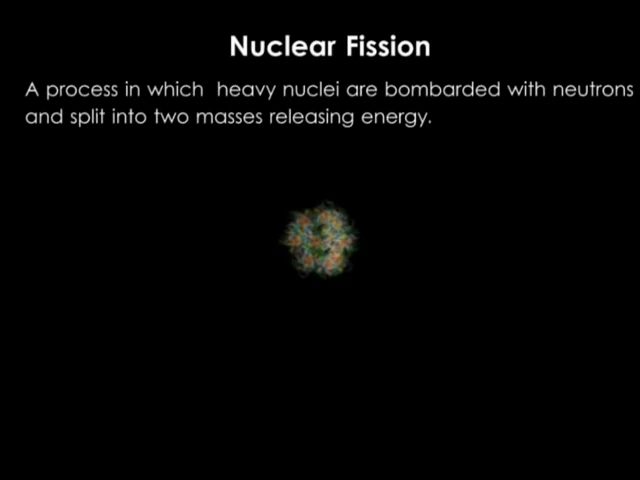 Nuclear Fission
A process in which  heavy nuclei are bombarded with neutrons
and split into two masses releasing energy.